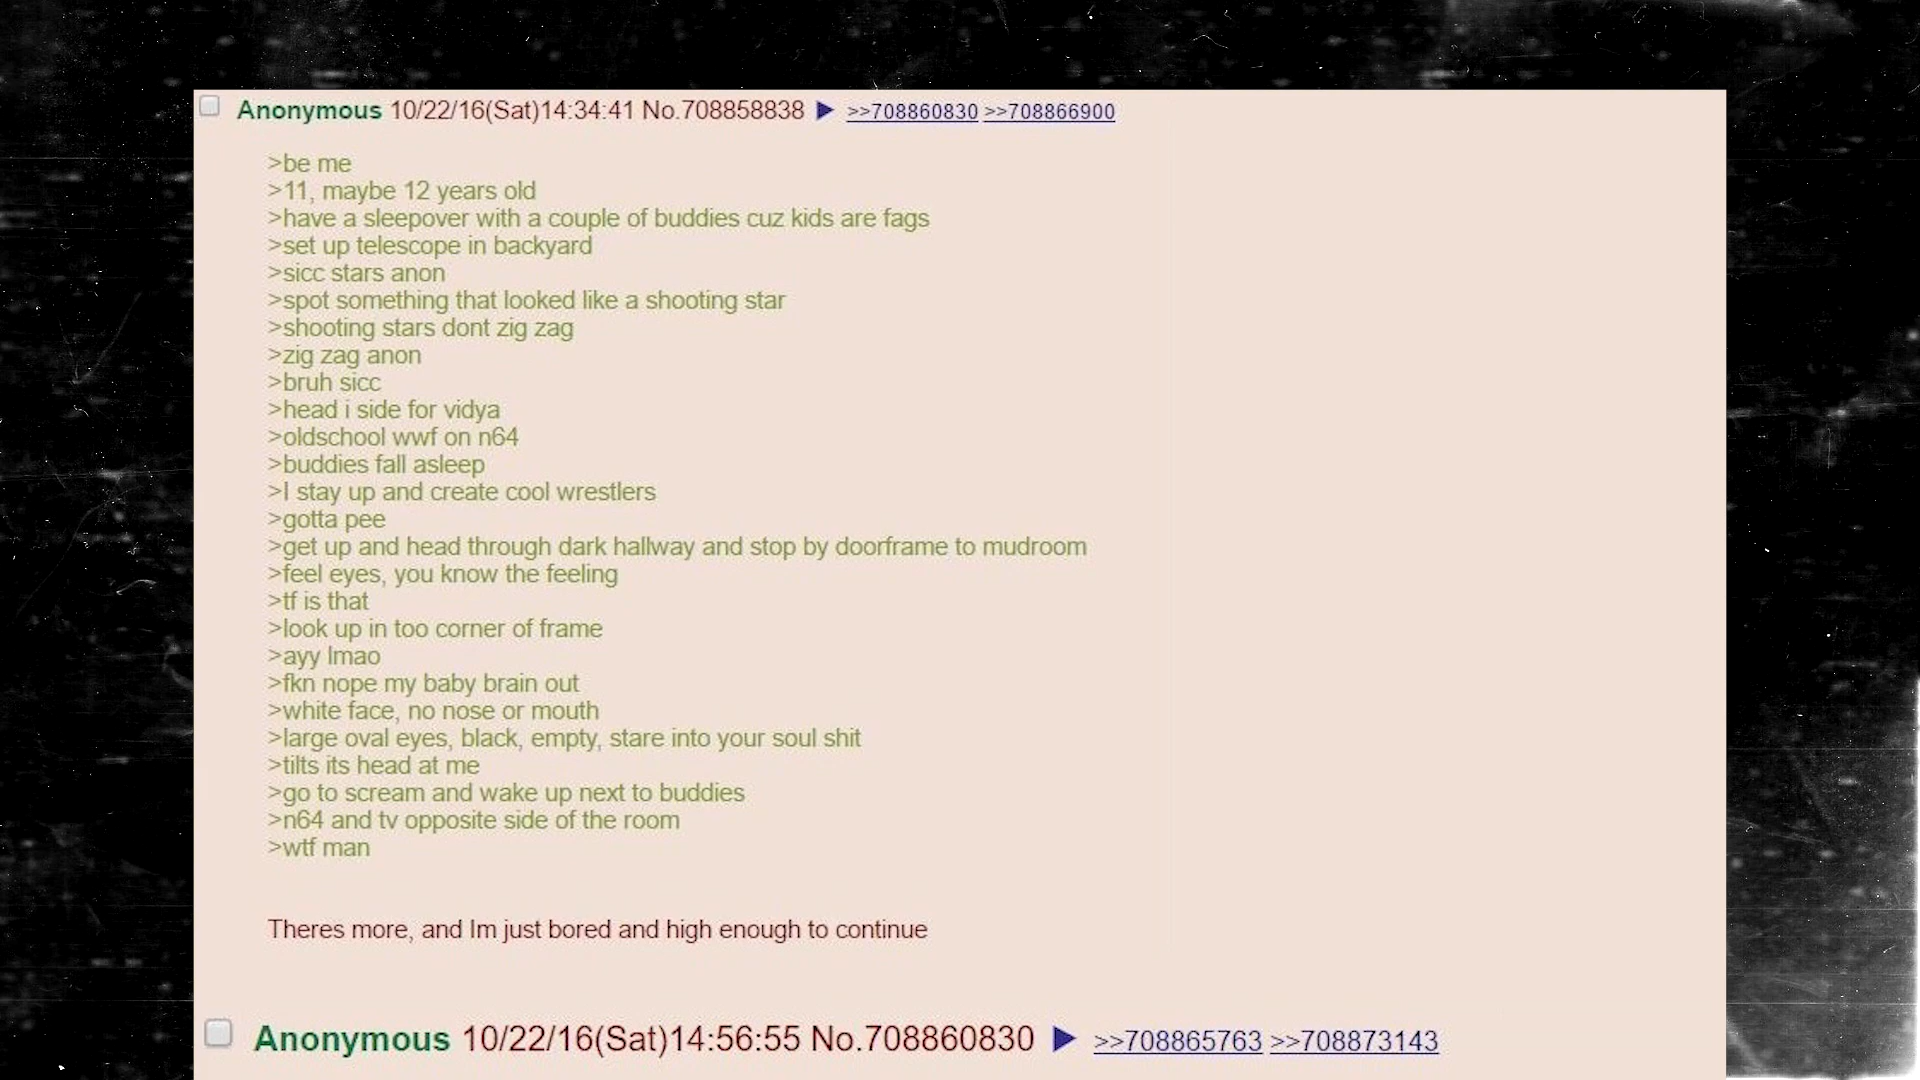 Anonymous 10/22/16(Sat)14:34:41 No.708858838 ▶ >>708860830 >>708866900
>be me
>11, maybe 12 years old
>have a sleepover with a couple of buddies cuz kids are fags
>set up telescope in backyard
>sicc stars anon
>spot something that looked like a shooting star
>shooting stars dont zig zag
>zig zag anon
>bruh sicc
>head i side for vidya
>oldschool wwf on n64
>buddies fall asleep
>I stay up and create cool wrestlers
>gotta pee
>get up and head through dark hallway and stop by doorframe to mudroom
>feel eyes, you know the feeling
>tf is that
>look up in too corner of frame
>ayy lmao
>fkn nope my baby brain out
>white face, no nose or mouth
>large oval eyes, black, empty, stare into your soul shit
>tilts its head at me
>go to scream and wake up next to buddies
>n64 and tv opposite side of the room
>wtf man
Theres more, and Im just bored and high enough to continue
Anonymous 10/22/16(Sat)14:56:55 No.708860830 ▶ >>708865763 >>708873143